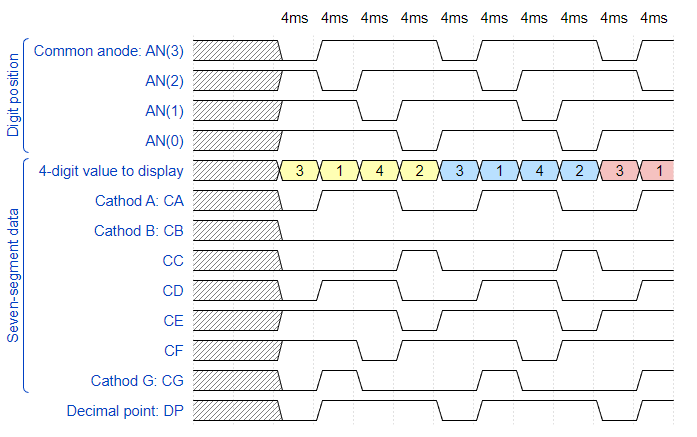 4ms 4ms 4ms 4ms 4ms 4ms 4ms 4ms 4ms 4ms
Digit position
Common anode: AN(3)
AN(2)
AN(1)
AN(0)
Seven-segment data
4-digit value to display 3 1 4 2 3 1 4 2 3 1
Cathod A: CA
Cathod B: CB
CC
CD
CE
CF
Cathod G: CG
Decimal point: DP